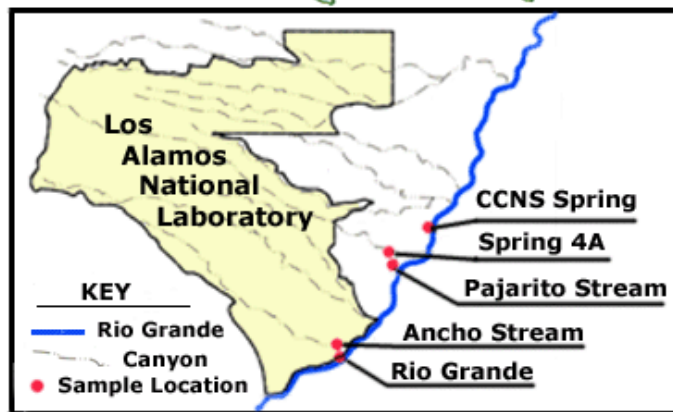 Los
Alamos
National
Laboratory
CCNS Spring
Spring 4A
Pajarito Stream
Ancho Stream
Rio Grande
KEY
Rio Grande
Canyon
Sample Location